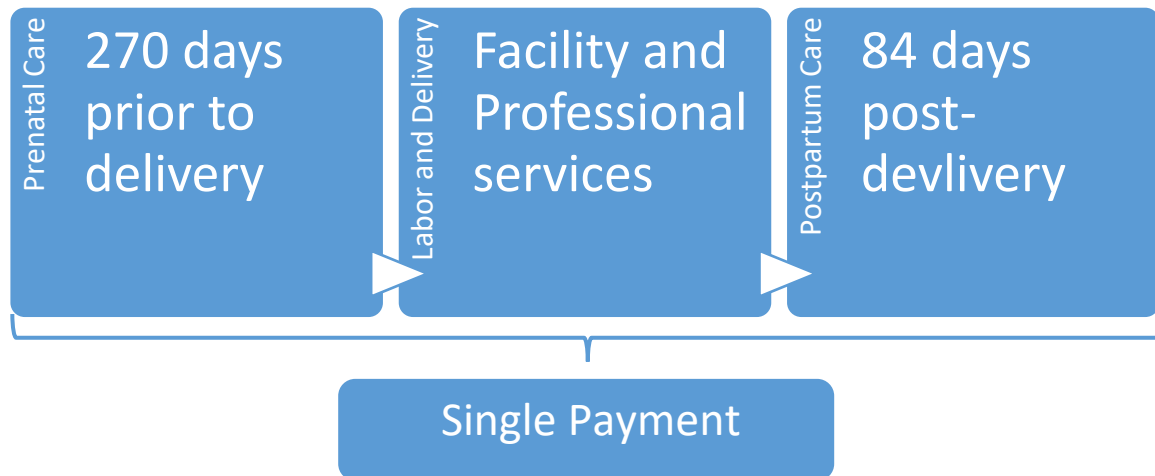 Prenatal Care
270 days
prior to
delivery
Labor and Delivery
Facility and
Professional
services
Postpartum Care
84 days
post-
devlivery
Single Payment